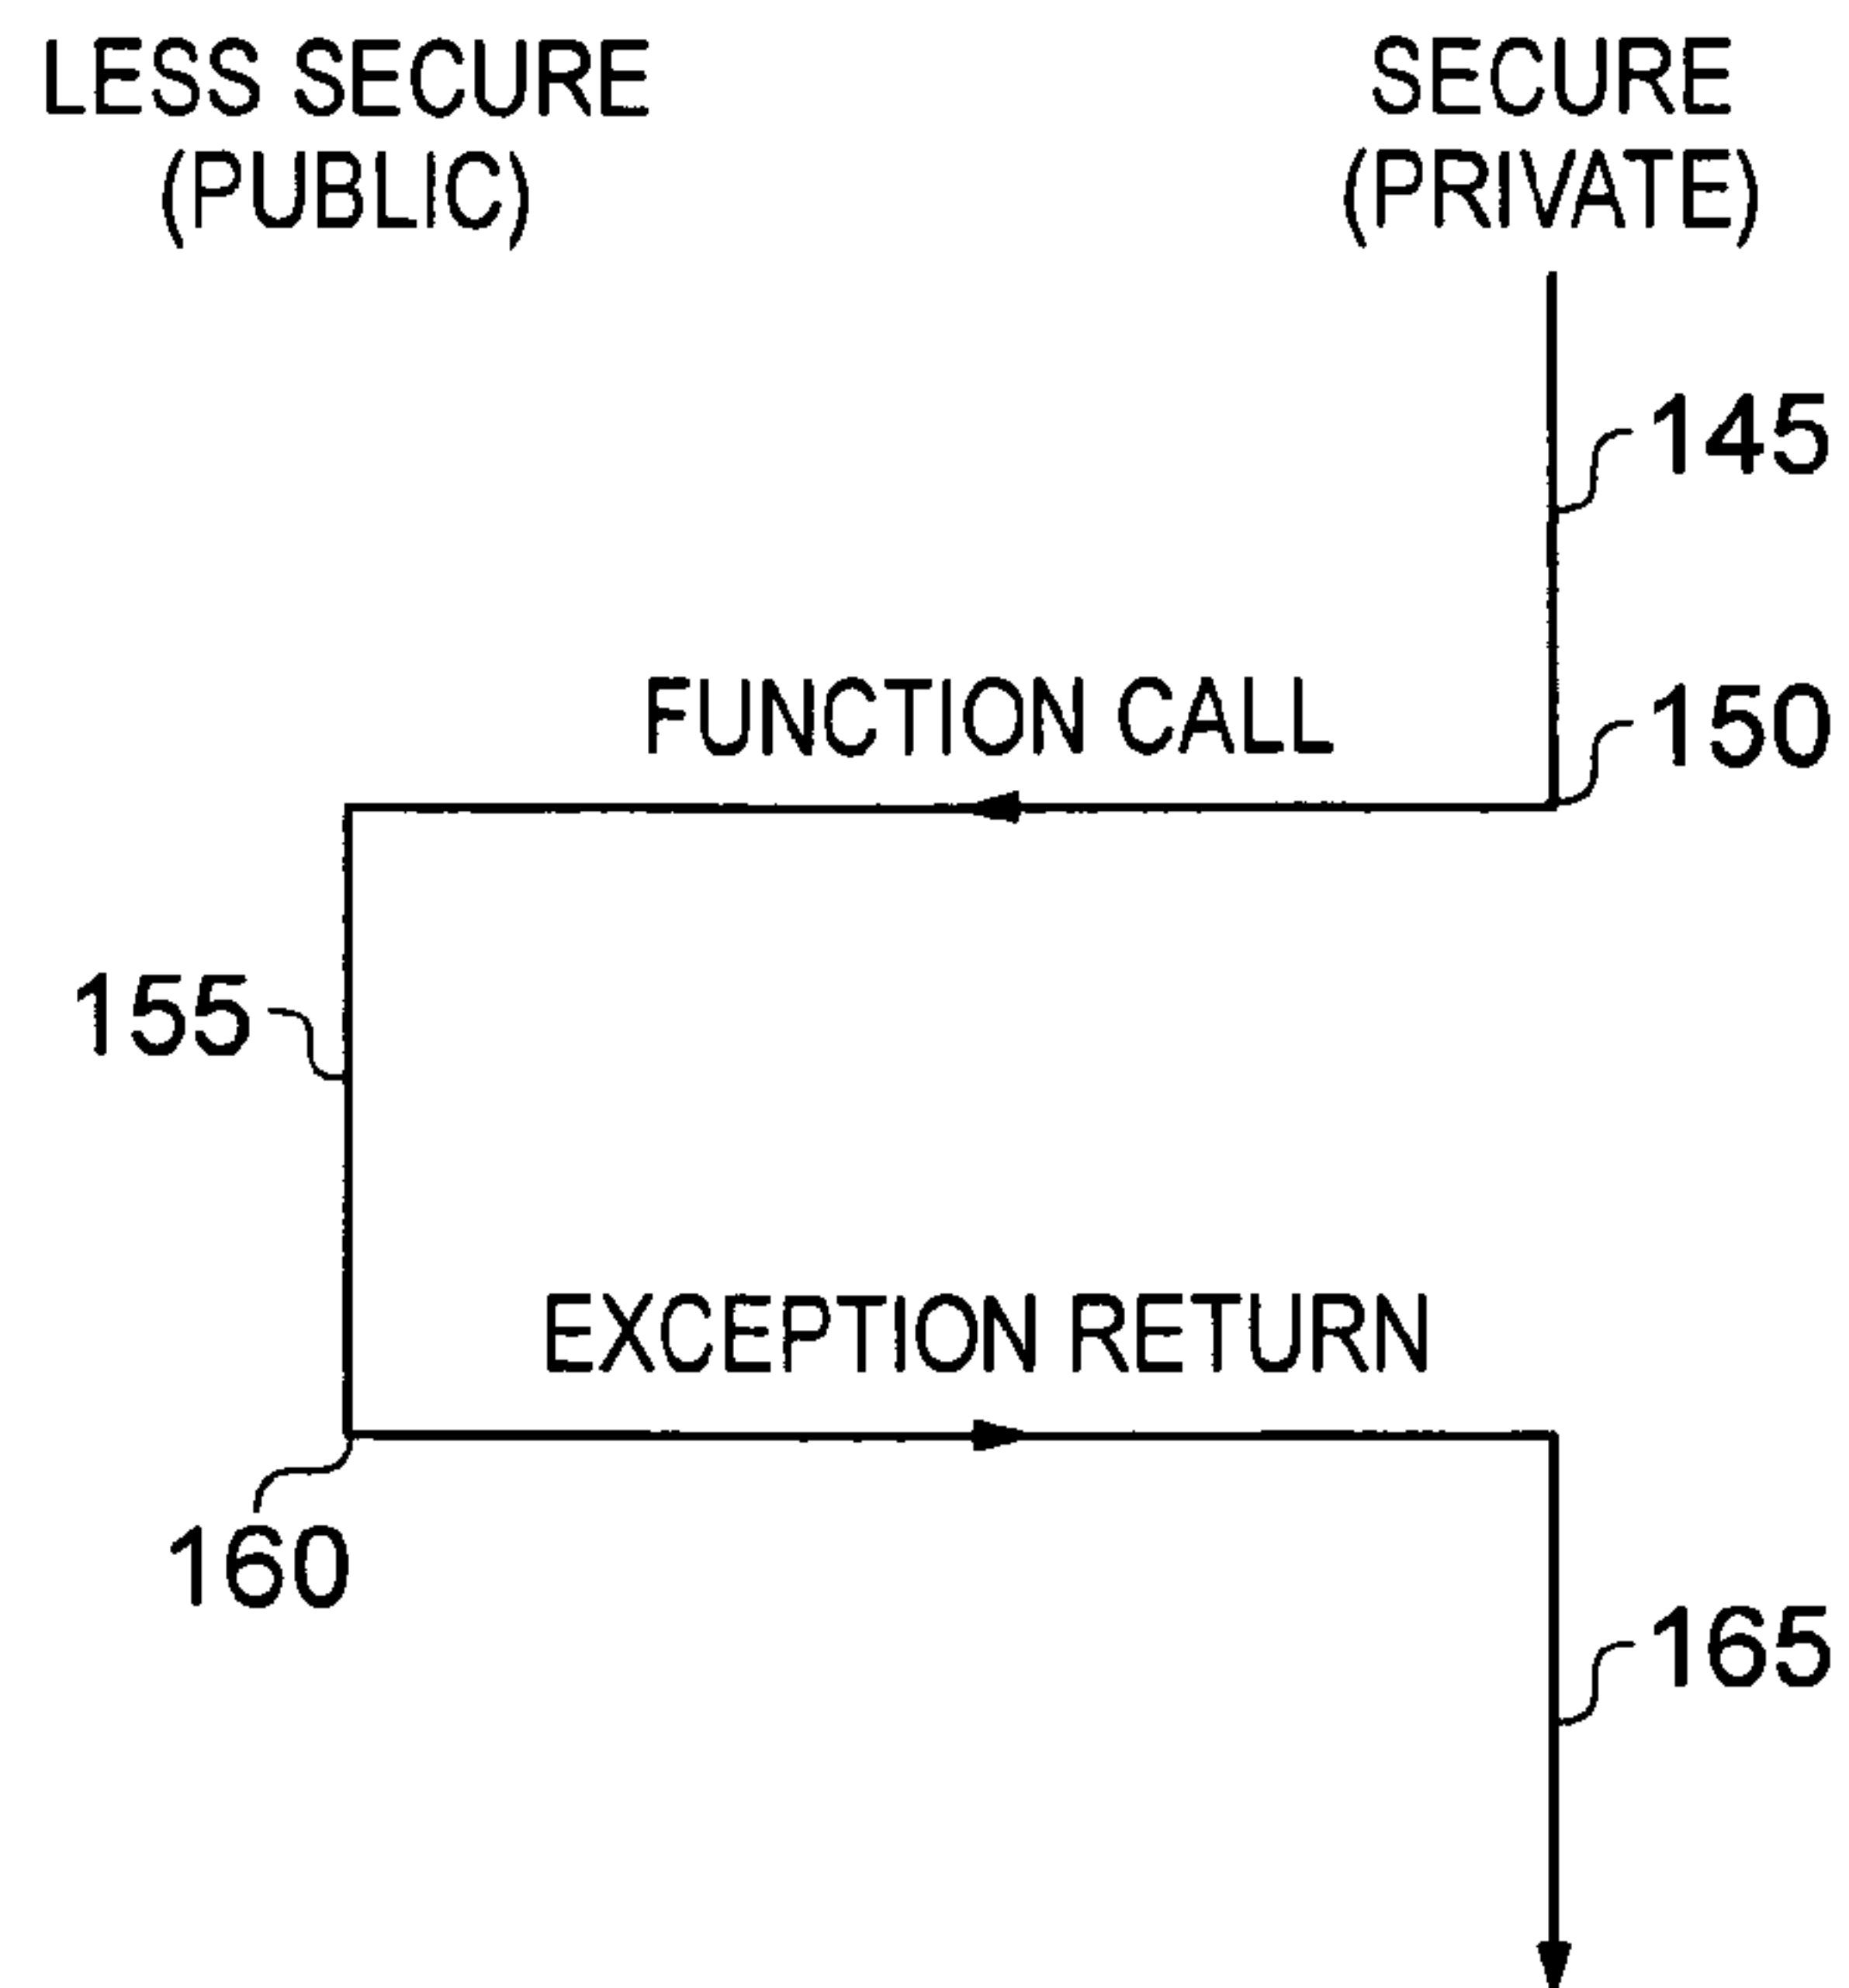 LESS SECURE
(PUBLIC)
SECURE
(PRIVATE)
145
FUNCTION CALL
150
155
EXCEPTION RETURN
160
165